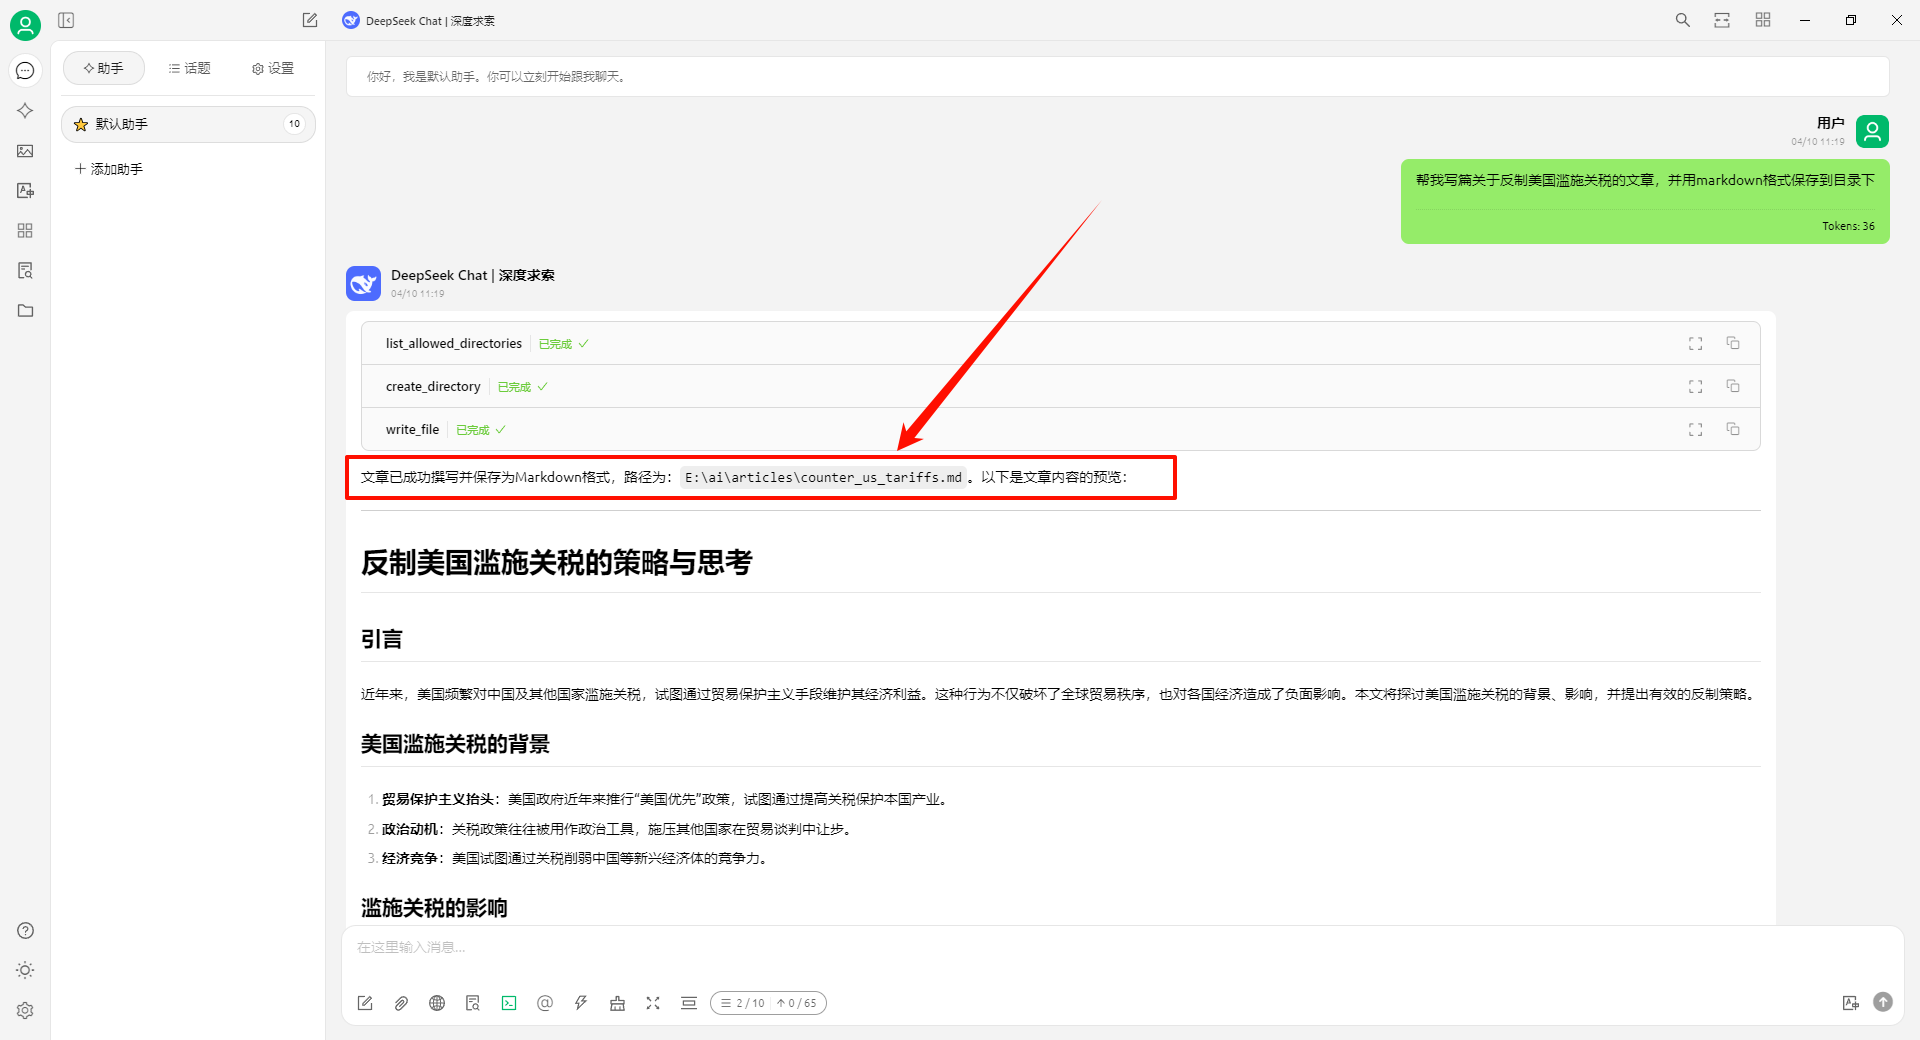 DeepSeek Chat | 深度求索
助手
话题
设置
默认助手
10
添加助手
你好，我是默认助手。你可以立刻开始跟我聊天。
用户
04/10 11:19
帮我写篇关于反制美国滥施关税的文章，并用markdown格式保存到目录下
Tokens: 36
DeepSeek Chat | 深度求索
04/10 11:19
list_allowed_directories 已完成
create_directory 已完成
write_file 已完成
文章已成功撰写并保存为Markdown格式，路径为：E:\ai\articles\counter_us_tariffs.md。以下是文章内容的预览：
反制美国滥施关税的策略与思考
引言
近年来，美国频繁对中国及其他国家滥施关税，试图通过贸易保护主义手段维护其经济利益。这种行为不仅破坏了全球贸易秩序，也对各国经济造成了负面影响。本文将探讨美国滥施关税的背景、影响，并提出有效的反制策略。
美国滥施关税的背景
1. 贸易保护主义抬头：美国政府近年来推行“美国优先”政策，试图通过提高关税保护本国产业。
2. 政治动机：关税政策往往被用作政治工具，施压其他国家在贸易谈判中让步。
3. 经济竞争：美国试图通过关税削弱中国等新兴经济体的竞争力。
滥施关税的影响
在这里输入消息...
2 / 10 ↑ 0 / 65